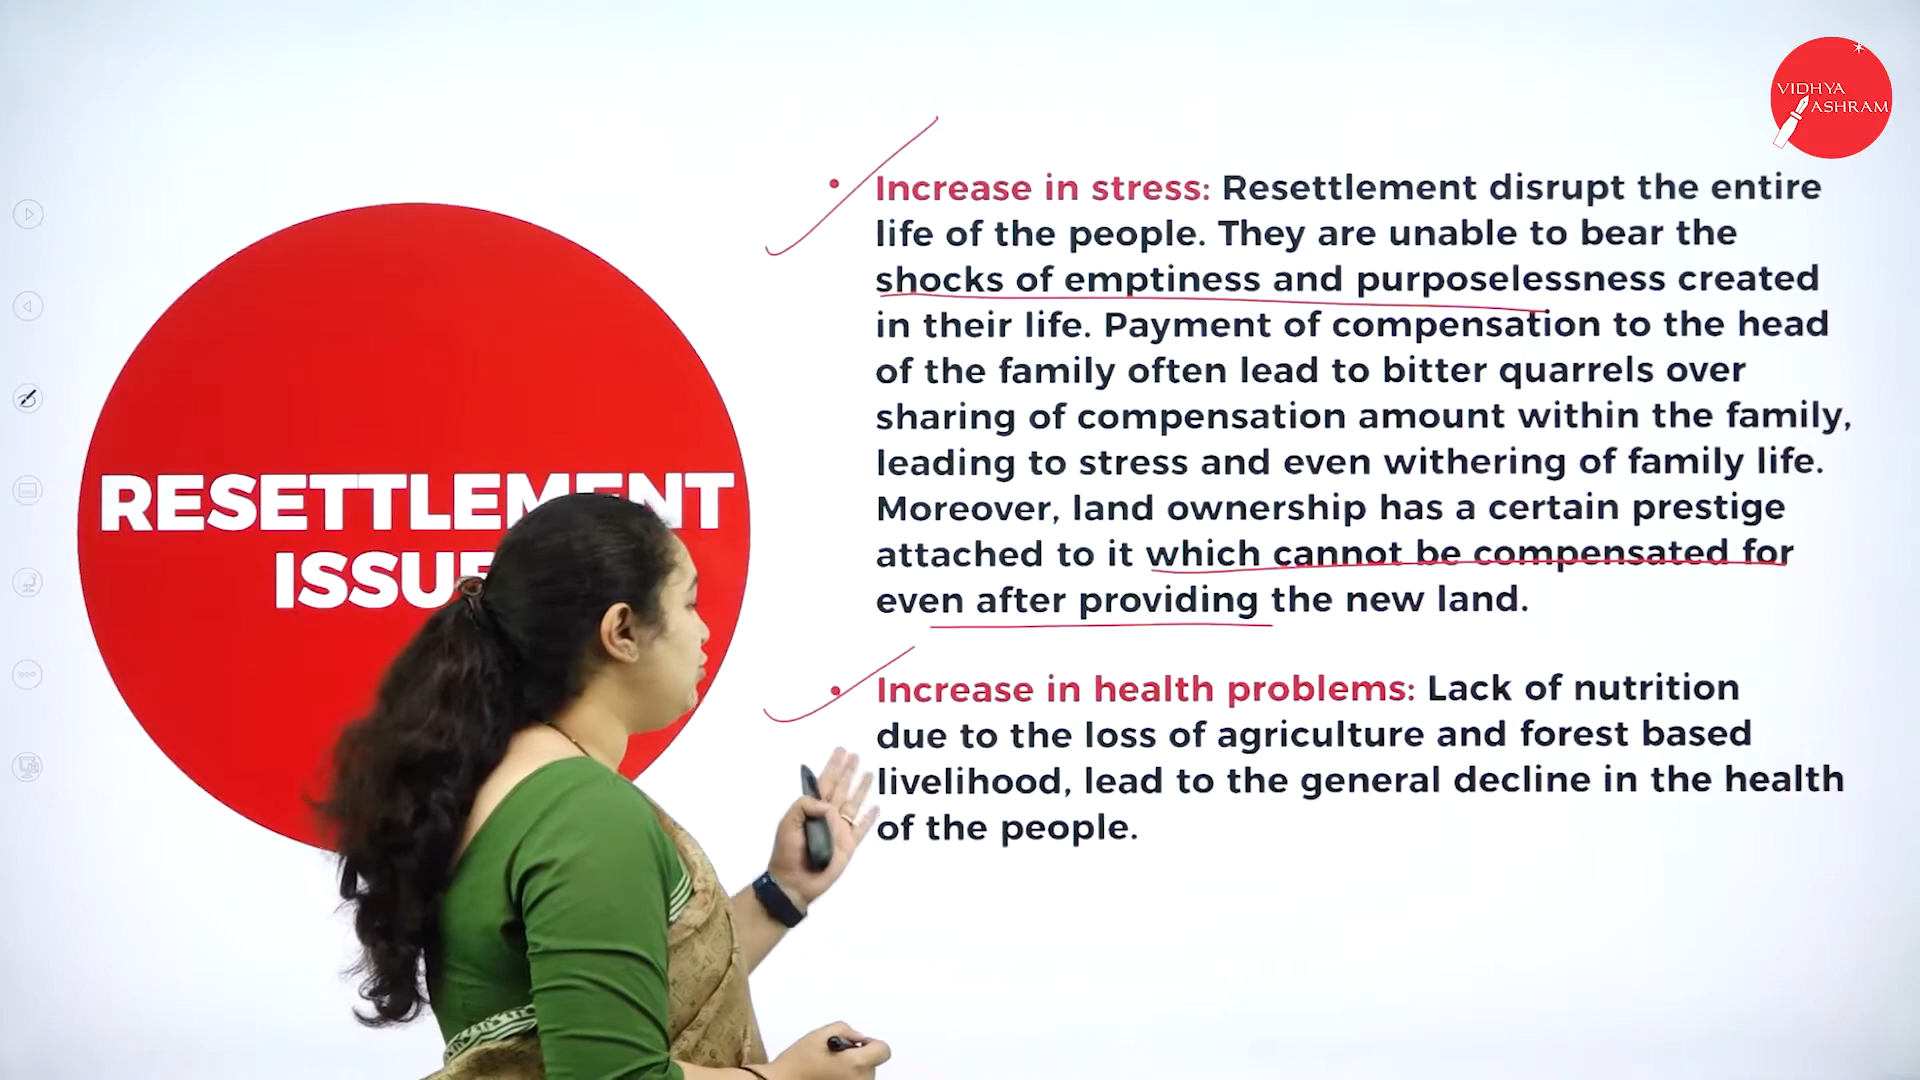 VIDHYA
ASHRAM
RESETTLEMENT
• Increase in stress: Resettlement disrupt the entire
life of the people. They are unable to bear the
shocks of emptiness and purposelessness created
in their life. Payment of compensation to the head
of the family often lead to bitter quarrels over
sharing of compensation amount within the family,
leading to stress and even withering of family life.
Moreover, land ownership has a certain prestige
attached to it which cannot be compensated for
even after providing the new land.
• Increase in health problems: Lack of nutrition
due to the loss of agriculture and forest based
livelihood, lead to the general decline in the health
of the people.